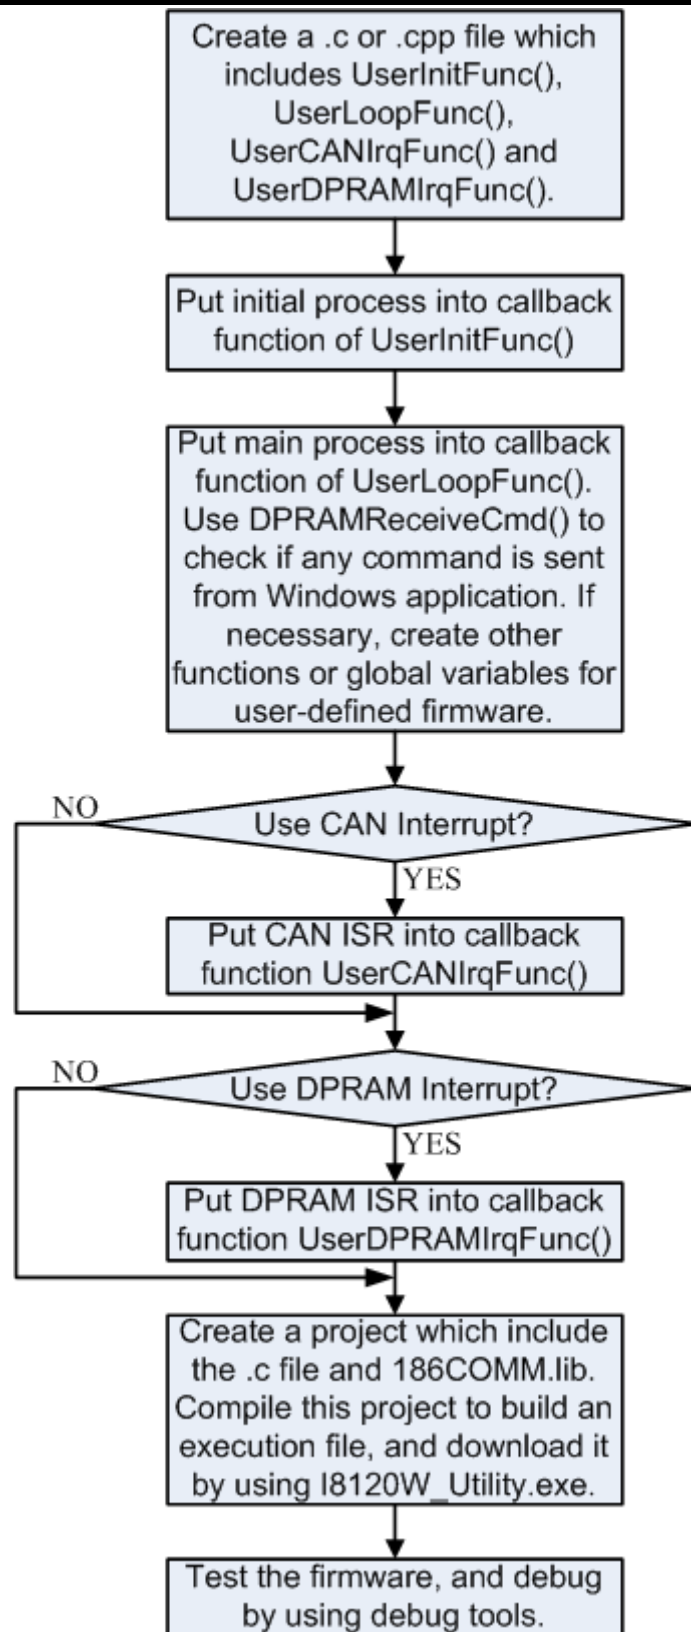 Create a .c or .cpp file which
includes UserInitFunc(),
UserLoopFunc(),
UserCANIrqFunc() and
UserDPRAMIrqFunc().
Put initial process into callback
function of UserInitFunc()
Put main process into callback
function of UserLoopFunc().
Use DPRAMReceiveCmd() to
check if any command is sent
from Windows application. If
necessary, create other
functions or global variables for
user-defined firmware.
NO
Use CAN Interrupt?
YES
Put CAN ISR into callback
function UserCANIrqFunc()
NO
Use DPRAM Interrupt?
YES
Put DPRAM ISR into callback
function UserDPRAMIrqFunc()
Create a project which include
the .c file and 186COMM.lib.
Compile this project to build an
execution file, and download it
by using I8120W_Utility.exe.
Test the firmware, and debug
by using debug tools.